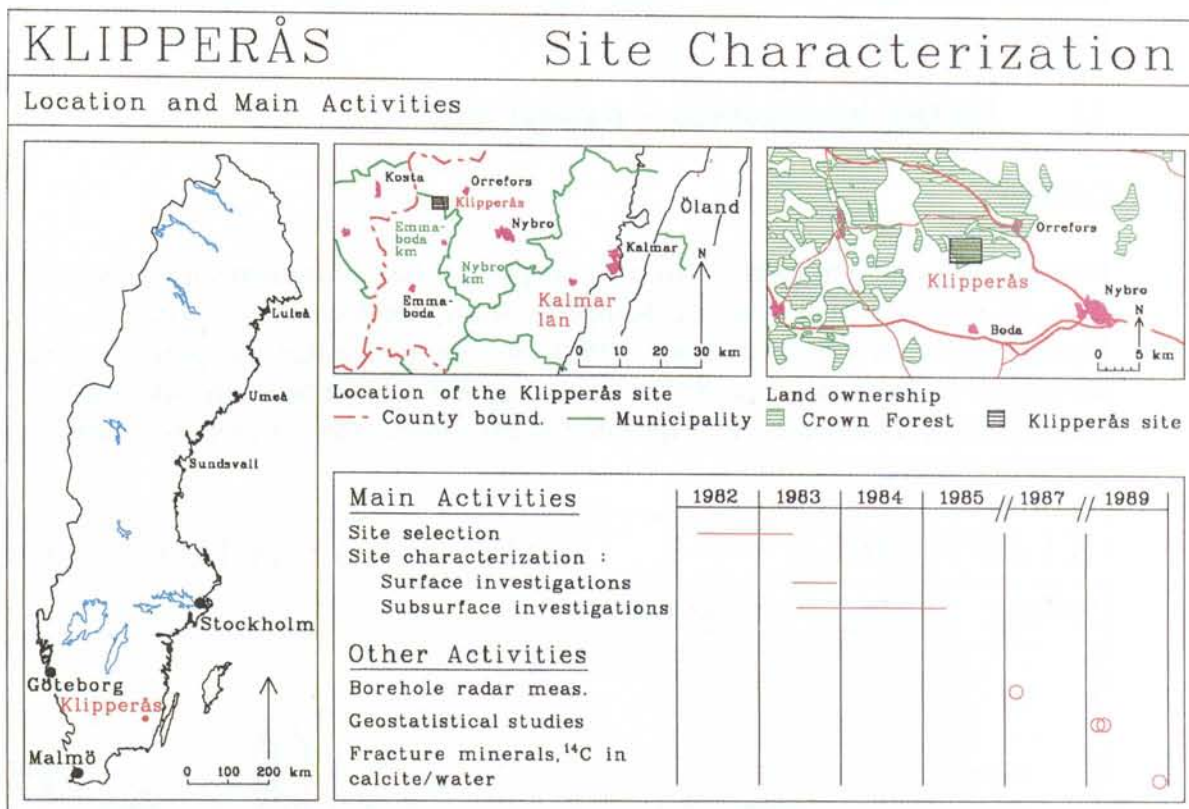 KLIPPERÅS Site Characterization
Location and Main Activities
Luleå
Umeå
Sundsvall
Stockholm
Göteborg
Klipperås
Malmö
0 100 200 km
Kosta
Orrefors
Klipperås
Öland
Emma-
boda
km
Nybro
Nybro
km
Kalmar
N
Emma-
boda
Kalmar
län
0 10 20 30
km
Location of the Klipperås site
County bound. Municipality
Orrefors
Klipperås
Nybro
Boda
N
0 5 km
Land ownership
Crown Forest Klipperås site
Main Activities 1982 1983 1984 1985 1987 1989
Site selection
Site characterization :
Surface investigations
Subsurface investigations
Other Activities
Borehole radar meas.
Geostatistical studies
Fracture minerals, ¹⁴C in
calcite/water